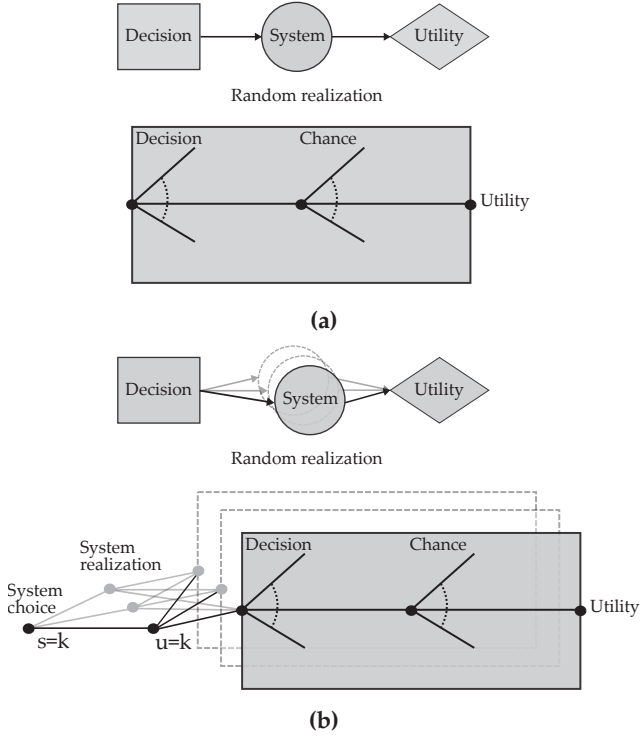 Decision
System
Utility
Random realization
Decision
Chance
Utility
(a)
Decision
System
Utility
Random realization
Decision
Chance
System
realization
System
choice
Utility
s=k
u=k
(b)